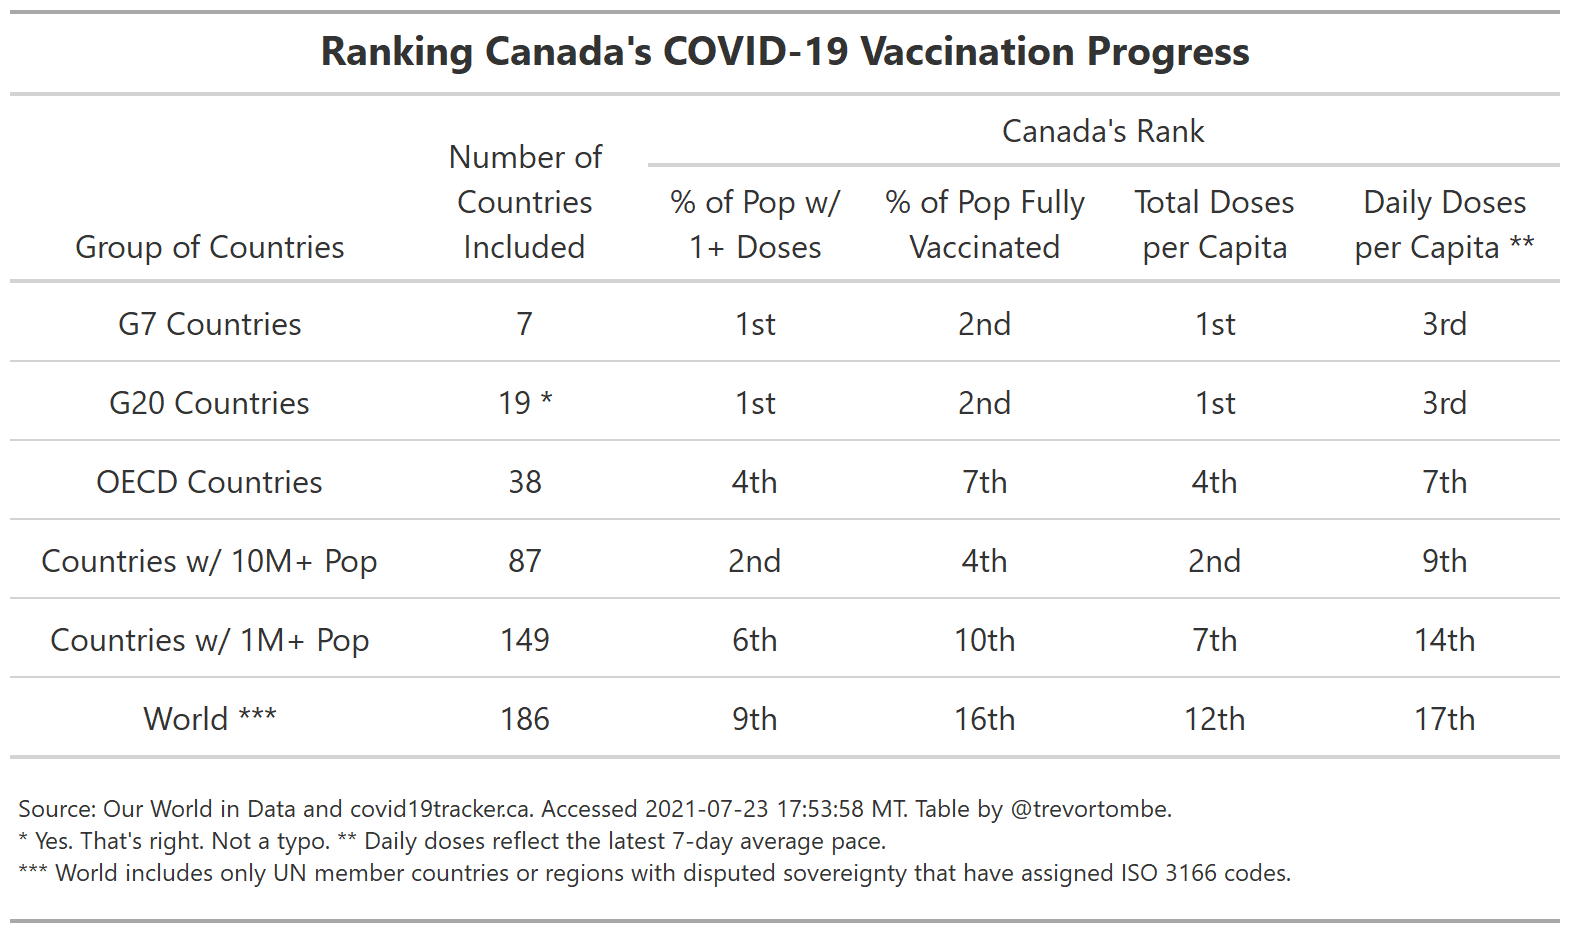 Ranking Canada's COVID-19 Vaccination Progress
Canada's Rank
Group of Countries Number of Countries Included % of Pop w/ 1+ Doses % of Pop Fully Vaccinated Total Doses per Capita Daily Doses per Capita **
G7 Countries 7 1st 2nd 1st 3rd
G20 Countries 19 * 1st 2nd 1st 3rd
OECD Countries 38 4th 7th 4th 7th
Countries w/ 10M+ Pop 87 2nd 4th 2nd 9th
Countries w/ 1M+ Pop 149 6th 10th 7th 14th
World *** 186 9th 16th 12th 17th
Source: Our World in Data and covid19tracker.ca. Accessed 2021-07-23 17:53:58 MT. Table by @trevortombe.
* Yes. That's right. Not a typo. ** Daily doses reflect the latest 7-day average pace.
*** World includes only UN member countries or regions with disputed sovereignty that have assigned ISO 3166 codes.